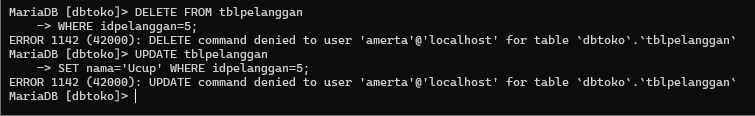 MariaDB [dbtoko]> DELETE FROM tblpelanggan
    -> WHERE idpelanggan=5;
ERROR 1142 (42000): DELETE command denied to user 'amerta'@'localhost' for table `dbtoko`.`tblpelanggan`
MariaDB [dbtoko]> UPDATE tblpelanggan
    -> SET nama='Ucup' WHERE idpelanggan=5;
ERROR 1142 (42000): UPDATE command denied to user 'amerta'@'localhost' for table `dbtoko`.`tblpelanggan`
MariaDB [dbtoko]>